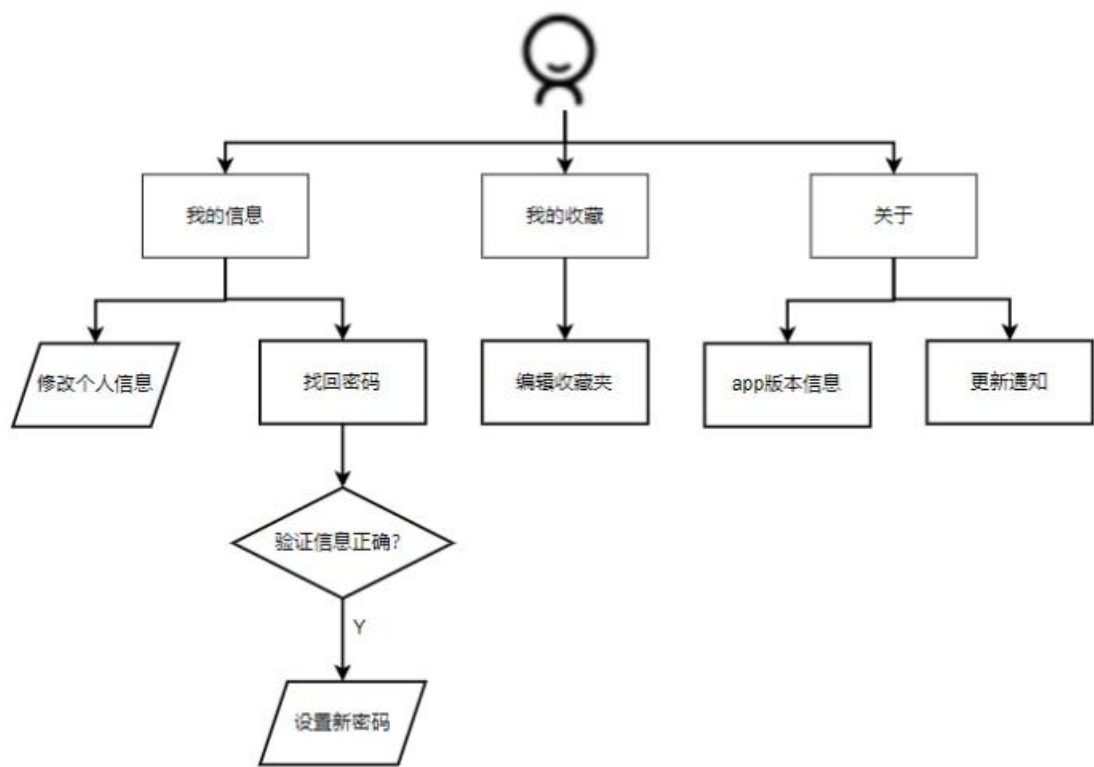 我的信息
我的收藏
关于
修改个人信息
找回密码
编辑收藏夹
app版本信息
更新通知
验证信息正确?
Y
设置新密码